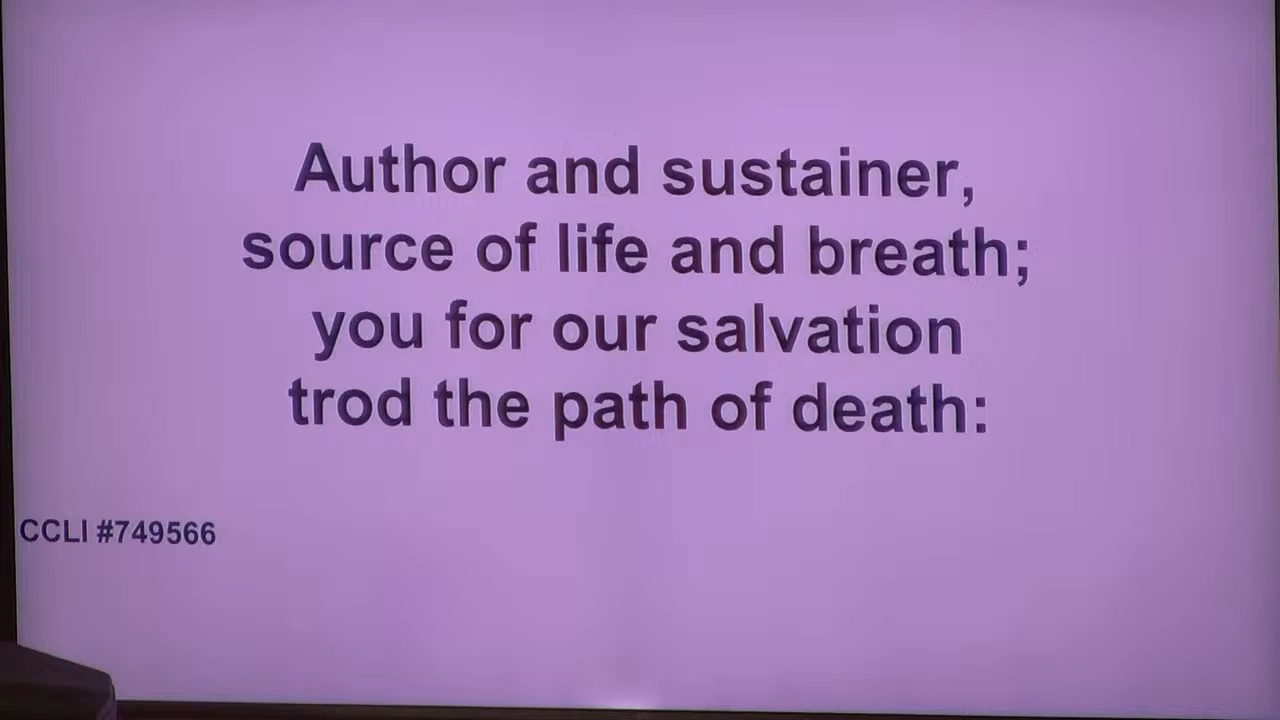 Author and sustainer,
source of life and breath;
you for our salvation
trod the path of death:
CCLI #749566